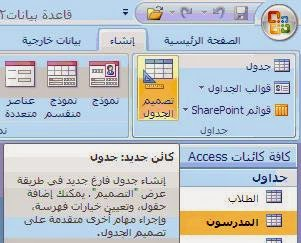 قاعدة بيانات٢
الصفحة الرئيسية
إنشاء
بيانات خارجية
جدول
قوالب الجداول
قوائم SharePoint
تصميم الجدول
نموذج
نموذج منقسم
عناصر متعددة
جداول
كافة كائنات Access
جداول
الطلاب
المدرسون
كائن جديد: جدول
إنشاء جدول فارغ جديد في طريقة
عرض "التصميم". يمكنك إضافة
حقول، وتعيين خيارات فهرسة،
وإجراء مهام أخرى متقدمة على
تصميم الجدول.